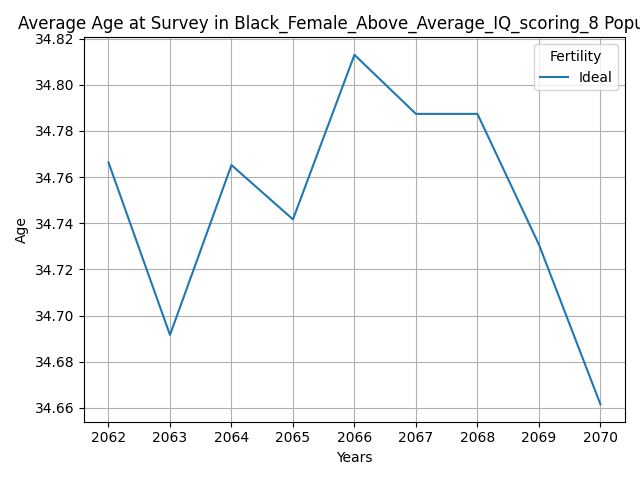 Average Age at Survey in Black_Female_Above_Average_IQ_scoring_8 Popu
34.82
34.80
34.78
34.76
34.74
34.72
34.70
34.68
34.66
Age
Fertility
Ideal
2062 2063 2064 2065 2066 2067 2068 2069 2070
Years